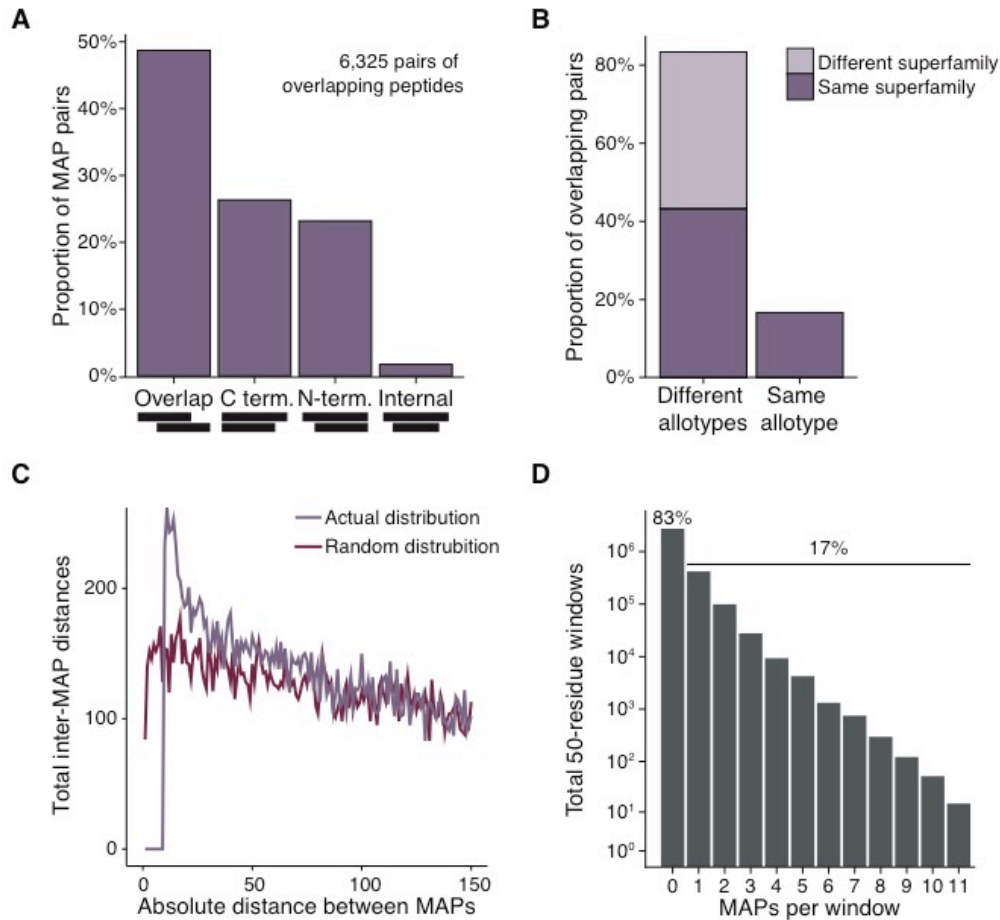 A
50%
40%
30%
20%
10%
0%
Proportion of MAP pairs
6,325 pairs of
overlapping peptides
Overlap C term. N-term. Internal
B
80%
60%
40%
20%
0%
Proportion of overlapping pairs
Different superfamily
Same superfamily
Different
allotypes
Same
allotype
C
200
100
0
Total inter-MAP distances
Actual distribution
Random distrubition
0 50 100 150
Absolute distance between MAPs
D
83%
17%
10⁶
10⁵
10⁴
10³
10²
10¹
10⁰
Total 50-residue windows
0 1 2 3 4 5 6 7 8 9 10 11
MAPs per window